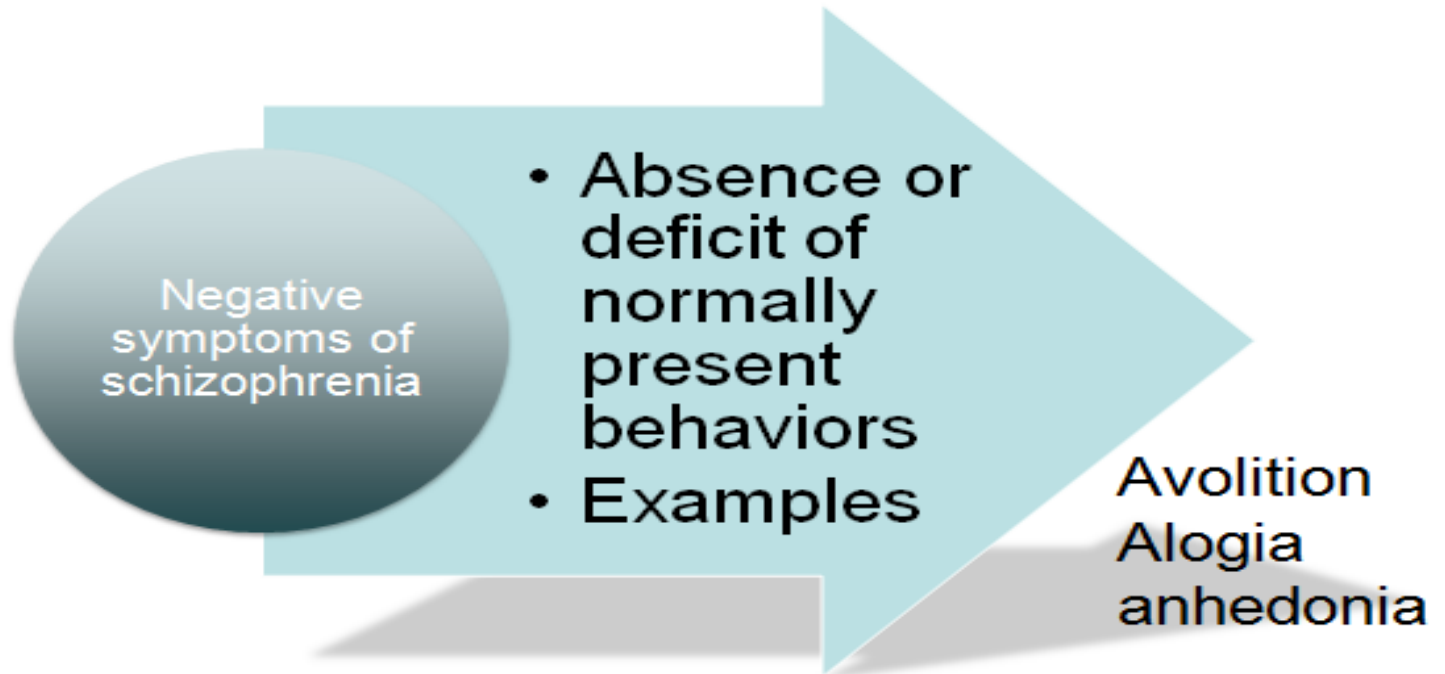 Negative
symptoms of
schizophrenia
• Absence or
deficit of
normally
present
behaviors
• Examples
Avolition
Alogia
anhedonia